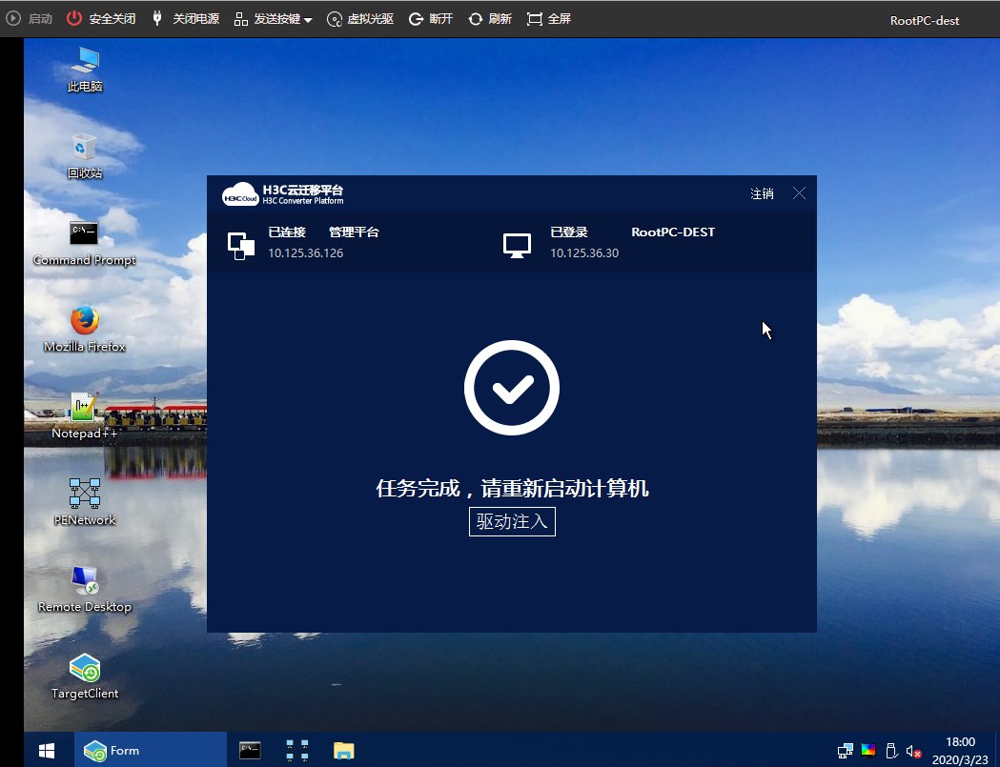 启动 安全关闭 关闭电源 发送按键 虚拟光驱 断开 刷新 全屏 RootPC-dest
此电脑
回收站
C:\_
Command Prompt
Mozilla Firefox
n++
Notepad++
PENetwork
Remote Desktop
TargetClient
H3C Cloud H3C云迁移平台 注销
H3C Converter Platform
已连接 管理平台 已登录 RootPC-DEST
10.125.36.126 10.125.36.30
任务完成，请重新启动计算机
驱动注入
Form C:\_ 18:00
2020/3/23